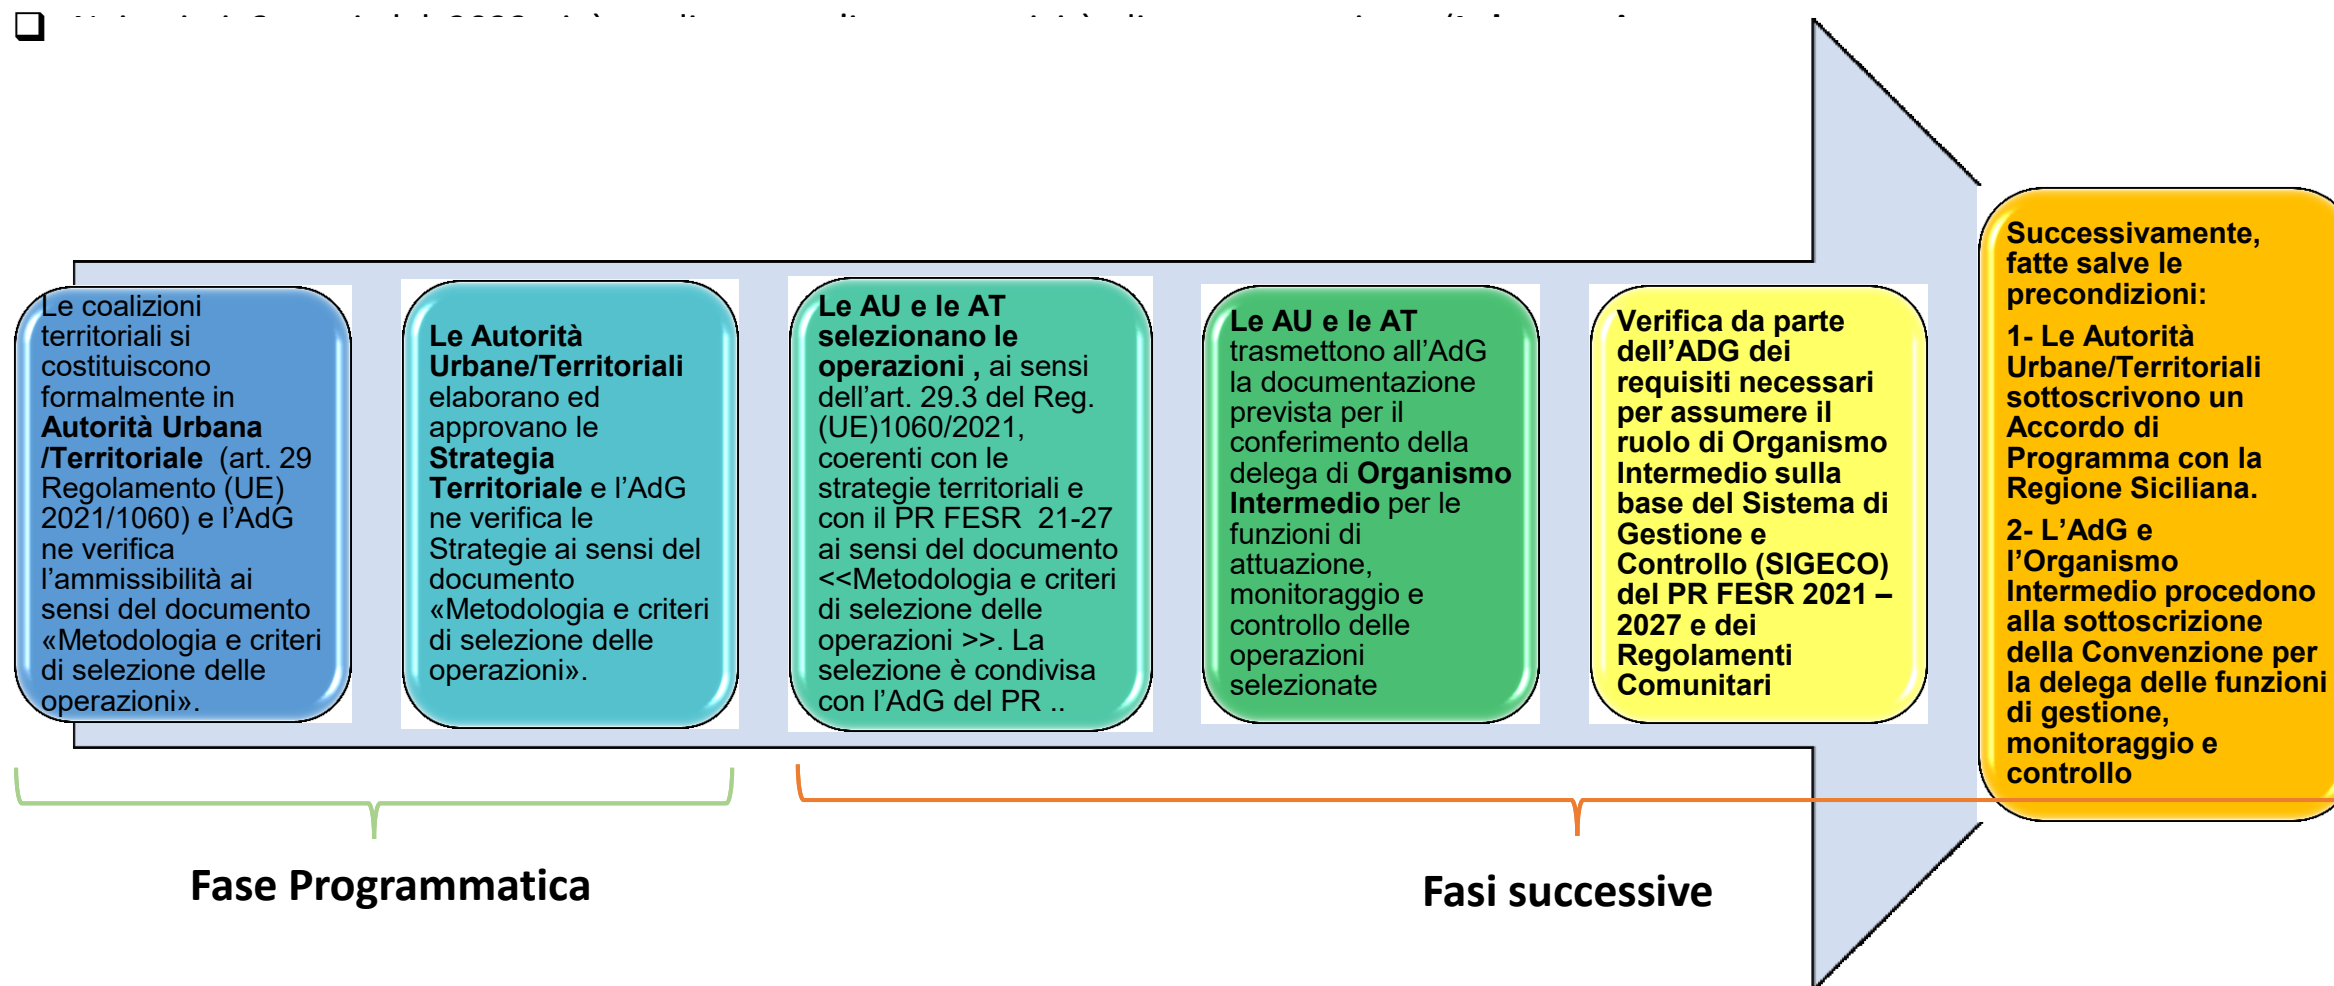 Le coalizioni
territoriali si
costituiscono
formalmente in
Autorità Urbana
/Territoriale (art. 29
Regolamento (UE)
2021/1060) e l’AdG
ne verifica
l’ammissibilità ai
sensi del documento
«Metodologia e criteri
di selezione delle
operazioni».
Le Autorità
Urbane/Territoriali
elaborano ed
approvano le
Strategia
Territoriale e l’AdG
ne verifica le
Strategie ai sensi del
documento
«Metodologia e criteri
di selezione delle
operazioni».
Le AU e le AT
selezionano le
operazioni , ai sensi
dell’art. 29.3 del Reg.
(UE)1060/2021,
coerenti con le
strategie territoriali e
con il PR FESR 21-27
ai sensi del documento
<<Metodologia e criteri
di selezione delle
operazioni >>. La
selezione è condivisa
con l’AdG del PR ..
Le AU e le AT
trasmettono all’AdG
la documentazione
prevista per il
conferimento della
delega di Organismo
Intermedio per le
funzioni di
attuazione,
monitoraggio e
controllo delle
operazioni
selezionate
Verifica da parte
dell’ADG dei
requisiti necessari
per assumere il
ruolo di Organismo
Intermedio sulla
base del Sistema di
Gestione e
Controllo (SIGECO)
del PR FESR 2021 –
2027 e dei
Regolamenti
Comunitari
Successivamente,
fatte salve le
precondizioni:
1- Le Autorità
Urbane/Territoriali
sottoscrivono un
Accordo di
Programma con la
Regione Siciliana.
2- L’AdG e
l’Organismo
Intermedio procedono
alla sottoscrizione
della Convenzione per
la delega delle funzioni
di gestione,
monitoraggio e
controllo
Fase Programmatica
Fasi successive